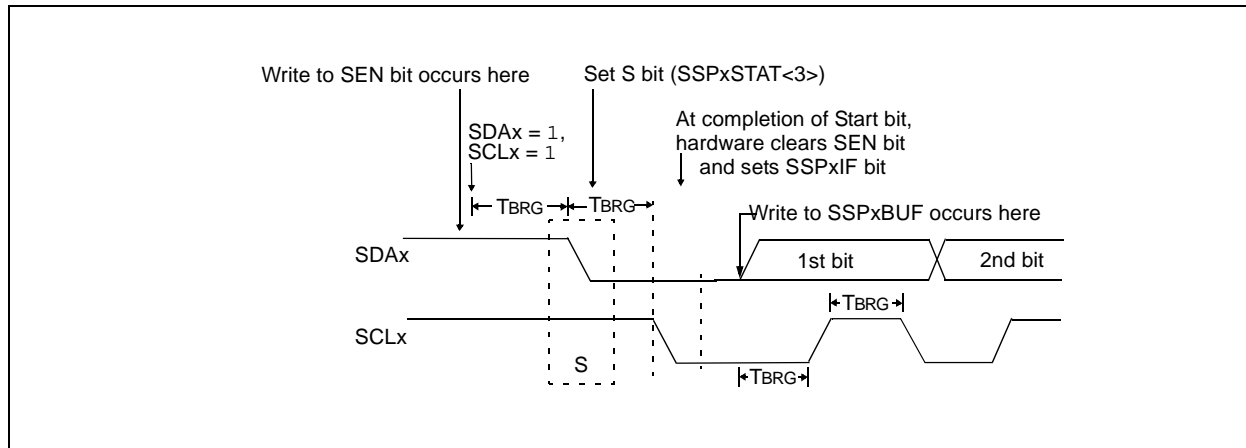 Write to SEN bit occurs here
Set S bit (SSPxSTAT<3>)
SDAx = 1,
SCLx = 1
At completion of Start bit,
hardware clears SEN bit
and sets SSPxIF bit
TBRG
TBRG
Write to SSPxBUF occurs here
SDAx
1st bit
2nd bit
TBRG
SCLx
S
TBRG